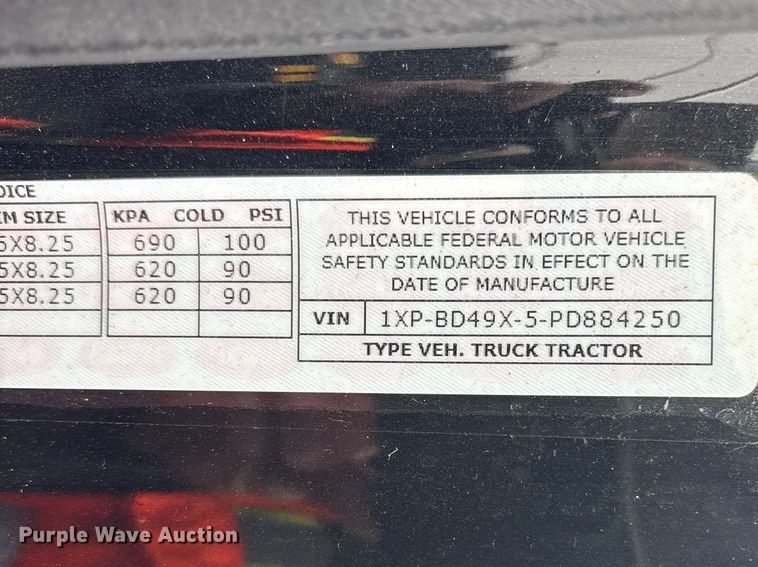 OICE
IM SIZE KPA COLD PSI
5X8.25 690 100
5X8.25 620 90
5X8.25 620 90
THIS VEHICLE CONFORMS TO ALL
APPLICABLE FEDERAL MOTOR VEHICLE
SAFETY STANDARDS IN EFFECT ON THE
DATE OF MANUFACTURE
VIN 1XP-BD49X-5-PD884250
TYPE VEH. TRUCK TRACTOR
Purple Wave Auction